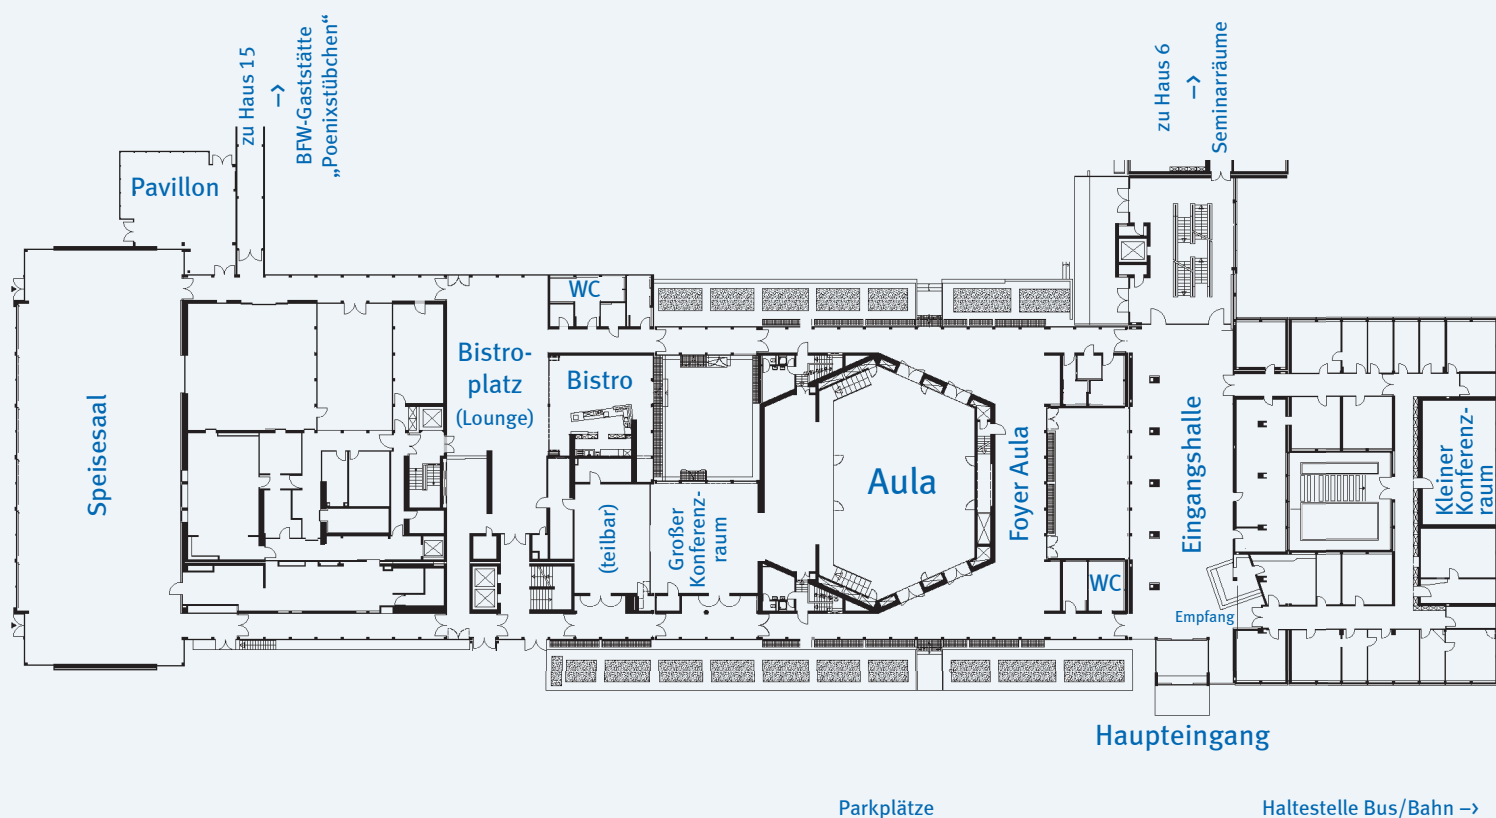 zu Haus 15
–>
BFW-Gaststätte
„Poenixstübchen“
zu Haus 6
–>
Seminarräume
Pavillon
WC
Bistro-
platz
(Lounge)
Bistro
Speisesaal
(teilbar)
Großer
Konferenz-
raum
Aula
Foyer Aula
WC
Eingangshalle
Empfang
Kleiner
Konferenz-
raum
Haupteingang
Parkplätze
Haltestelle Bus/Bahn –>